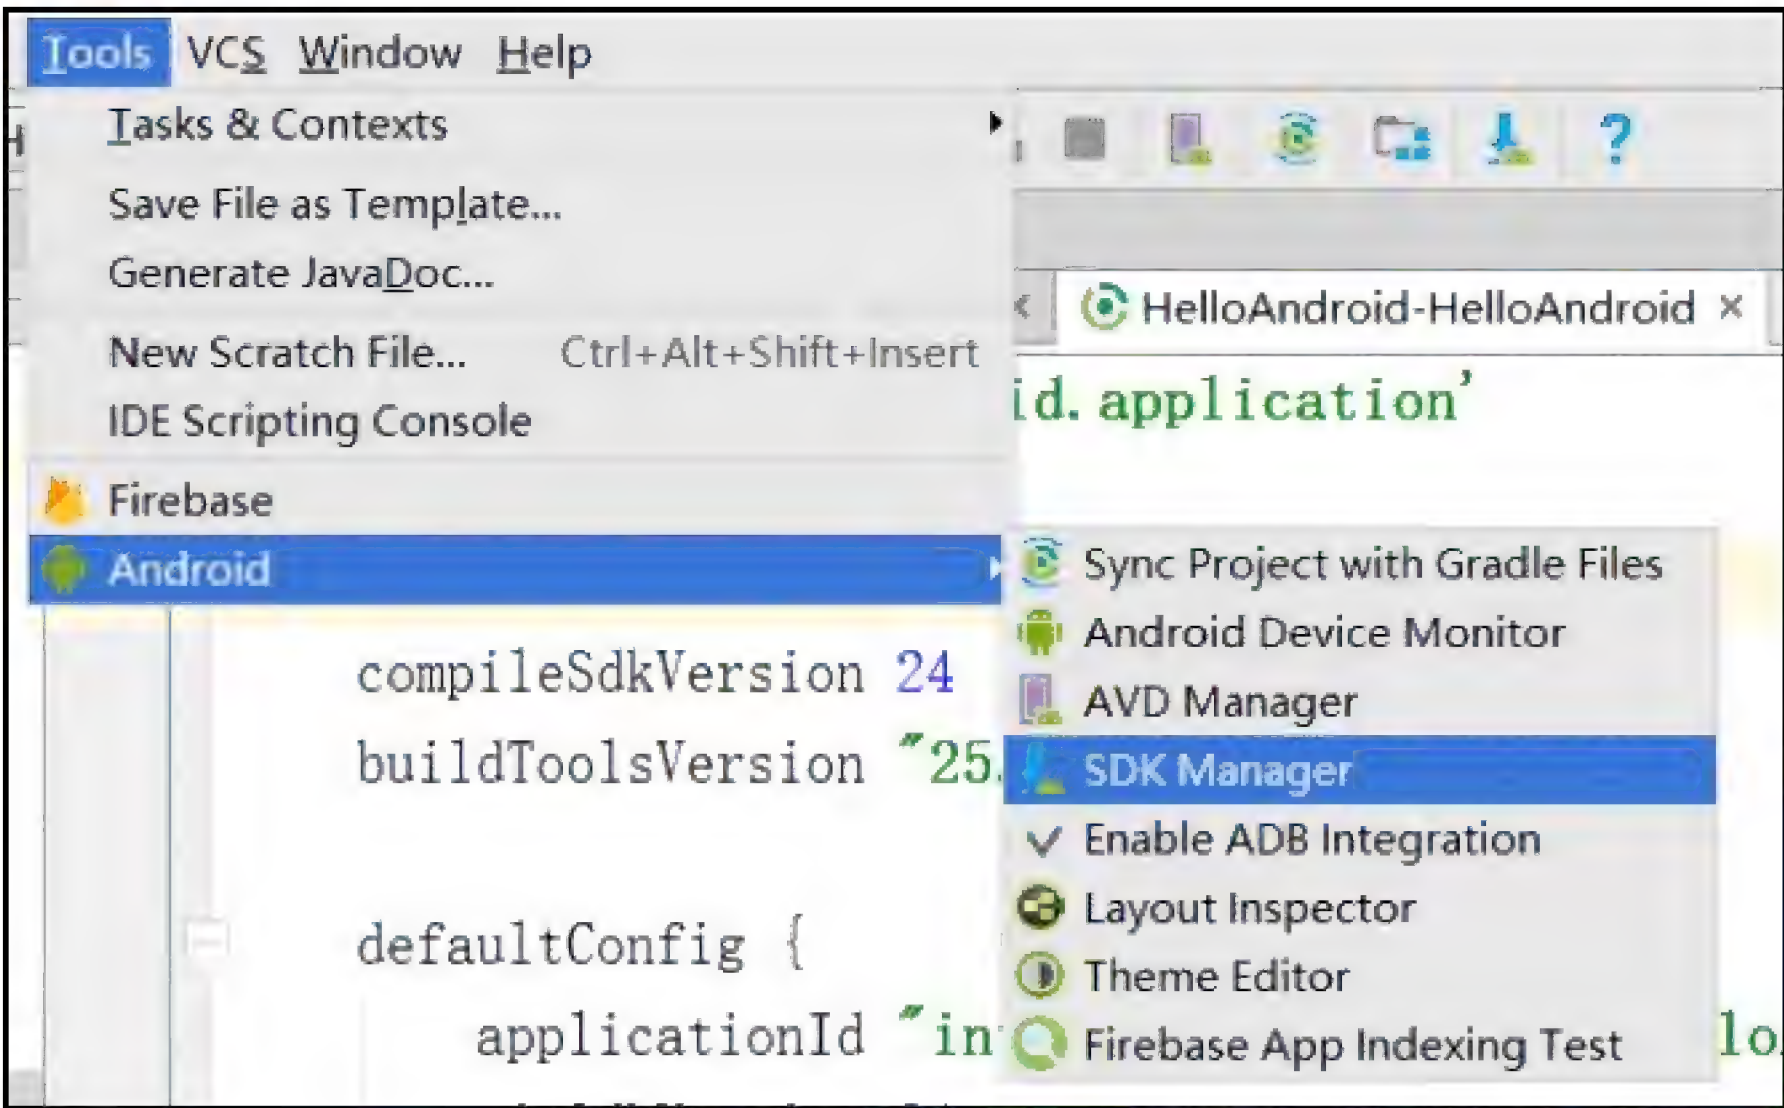 Tools VCS Window Help
Tasks & Contexts
Save File as Template...
Generate JavaDoc...
New Scratch File... Ctrl+Alt+Shift+Insert
IDE Scripting Console
Firebase
Android
HelloAndroid-HelloAndroid ×
id.application'
Sync Project with Gradle Files
Android Device Monitor
AVD Manager
SDK Manager
Enable ADB Integration
Layout Inspector
Theme Editor
Firebase App Indexing Test
compileSdkVersion 24
buildToolsVersion "25.
defaultConfig {
applicationId "in